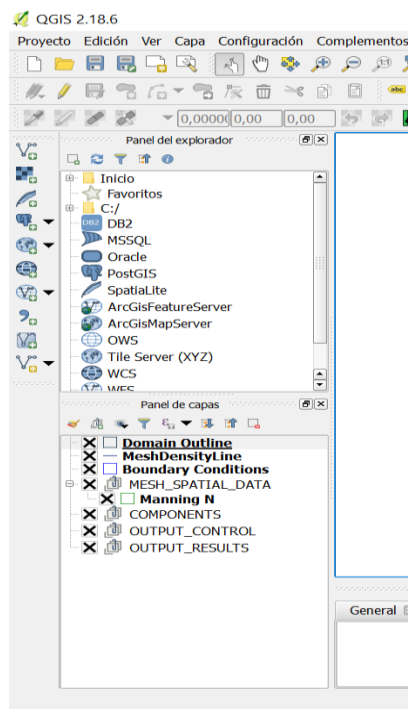 QGIS 2.18.6
Proyecto Edición Ver Capa Configuración Complementos
abc
0,0000 0,00 0,00
Panel del explorador
Inicio
Favoritos
C:/
DB2 DB2
MSSQL
Oracle
PostGIS
SpatiaLite
ArcGisFeatureServer
ArcGisMapServer
OWS
Tile Server (XYZ)
WCS
WFS
Panel de capas
Domain Outline
MeshDensityLine
Boundary Conditions
MESH_SPATIAL_DATA
Manning N
COMPONENTS
OUTPUT_CONTROL
OUTPUT_RESULTS
General